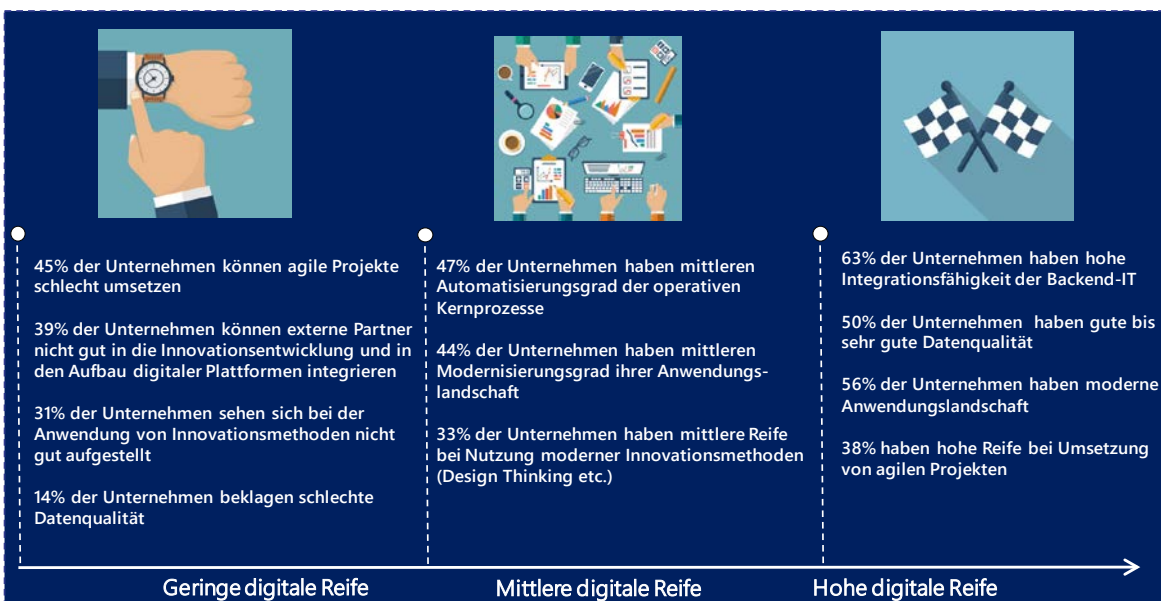 45% der Unternehmen können agile Projekte
schlecht umsetzen
39% der Unternehmen können externe Partner
nicht gut in die Innovationsentwicklung und in
den Aufbau digitaler Plattformen integrieren
31% der Unternehmen sehen sich bei der
Anwendung von Innovationsmethoden nicht
gut aufgestellt
14% der Unternehmen beklagen schlechte
Datenqualität
47% der Unternehmen haben mittleren
Automatisierungsgrad der operativen
Kernprozesse
44% der Unternehmen haben mittleren
Modernisierungsgrad ihrer Anwendungs-
landschaft
33% der Unternehmen haben mittlere Reife
bei Nutzung moderner Innovationsmethoden
(Design Thinking etc.)
63% der Unternehmen haben hohe
Integrationsfähigkeit der Backend-IT
50% der Unternehmen haben gute bis
sehr gute Datenqualität
56% der Unternehmen haben moderne
Anwendungslandschaft
38% haben hohe Reife bei Umsetzung
von agilen Projekten
Geringe digitale Reife
Mittlere digitale Reife
Hohe digitale Reife